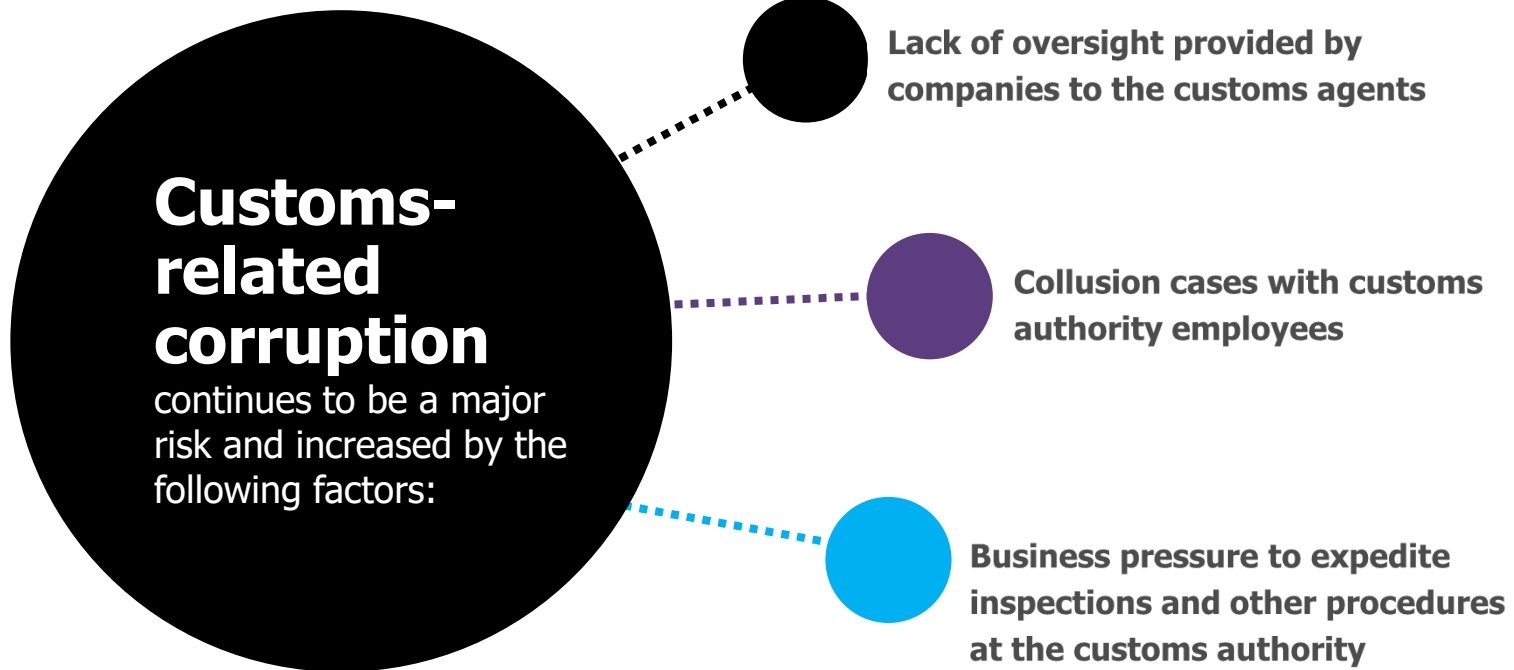 Customs-
related
corruption
continues to be a major
risk and increased by the
following factors:
Lack of oversight provided by
companies to the customs agents
Collusion cases with customs
authority employees
Business pressure to expedite
inspections and other procedures
at the customs authority